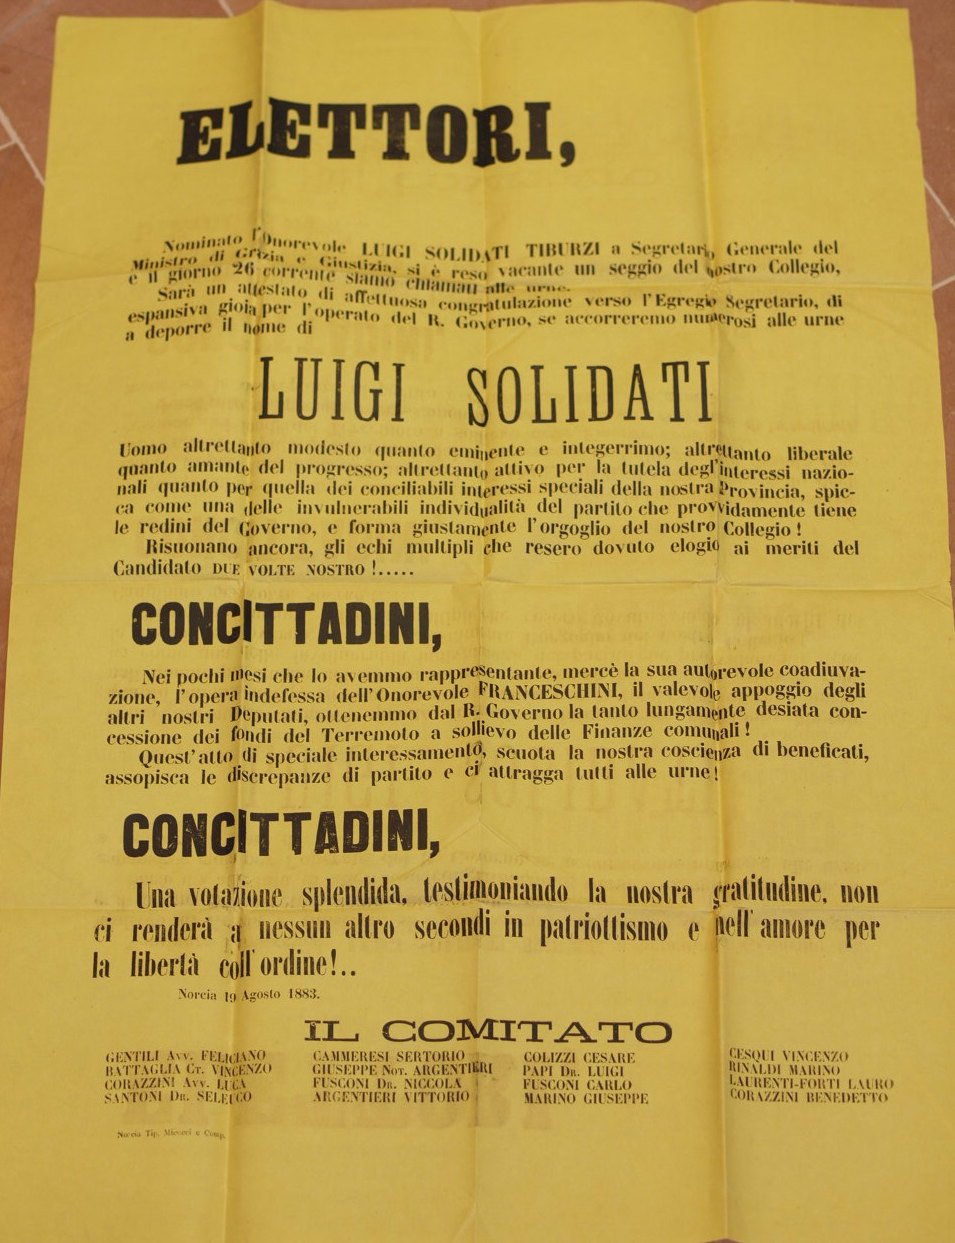 ELETTORI,
Nominato l'Onorevole LUIGI SOLIDATI TIBURZI a Segretario Generale del
Ministro di Grazia e Giustizia, si è reso vacante un seggio del nostro Collegio,
e il giorno 26 corrente siamo chiamati alle urne.
Sarà un attestato di affettuosa congratulazione verso l'Egregio Segretario, di
espansiva gioia per l'operato del R. Governo, se accorreremo numerosi alle urne
a deporre il nome di
LUIGI SOLIDATI
Uomo altrettanto modesto quanto eminente e integerrimo; altrettanto liberale
quanto amante del progresso; altrettanto attivo per la tutela degl'interessi nazio-
nali quanto per quella dei conciliabili interessi speciali della nostra Provincia, spic-
ca come una delle invulnerabili individualità del partito che provvidamente tiene
le redini del Governo, e forma giustamente l'orgoglio del nostro Collegio!
Risuonano ancora, gli echi multipli che resero dovuto elogio ai meriti del
Candidato DUE VOLTE NOSTRO!.....
CONCITTADINI,
Nei pochi mesi che lo avemmo rappresentante, mercè la sua autorevole coadiuva-
zione, l'opera indefessa dell'Onorevole FRANCESCHINI, il valevole appoggio degli
altri nostri Deputati, ottenemmo dal R. Governo la tanto lungamente desiata con-
cessione dei fondi del Terremoto a sollievo delle Finanze comunali!
Quest'atto di speciale interessamento, scuota la nostra coscienza di beneficati,
assopisca le discrepanze di partito e ci attragga tutti alle urne!
CONCITTADINI,
Una votazione splendida, testimoniando la nostra gratitudine, non
ci renderà a nessun altro secondi in patriottismo e nell'amore per
la libertà coll'ordine!..
Norcia 19 Agosto 1883.
IL COMITATO
GENTILI Avv. FELICIANO CAMMERESI SERTORIO COLIZZI CESARE CESQUI VINCENZO
BATTAGLIA Ct. VINCENZO GIUSEPPE Not. ARGENTIERI PAPI Dr. LUIGI RINALDI MARINO
CORAZZINI Avv. LUCA FUSCONI Dr. NICCOLA FUSCONI CARLO LAURENTI-FORTI LAURO
SANTONI Dr. SELEUCO ARGENTIERI VITTORIO MARINO GIUSEPPE CORAZZINI BENEDETTO
Norcia Tip. Micocci e Comp.